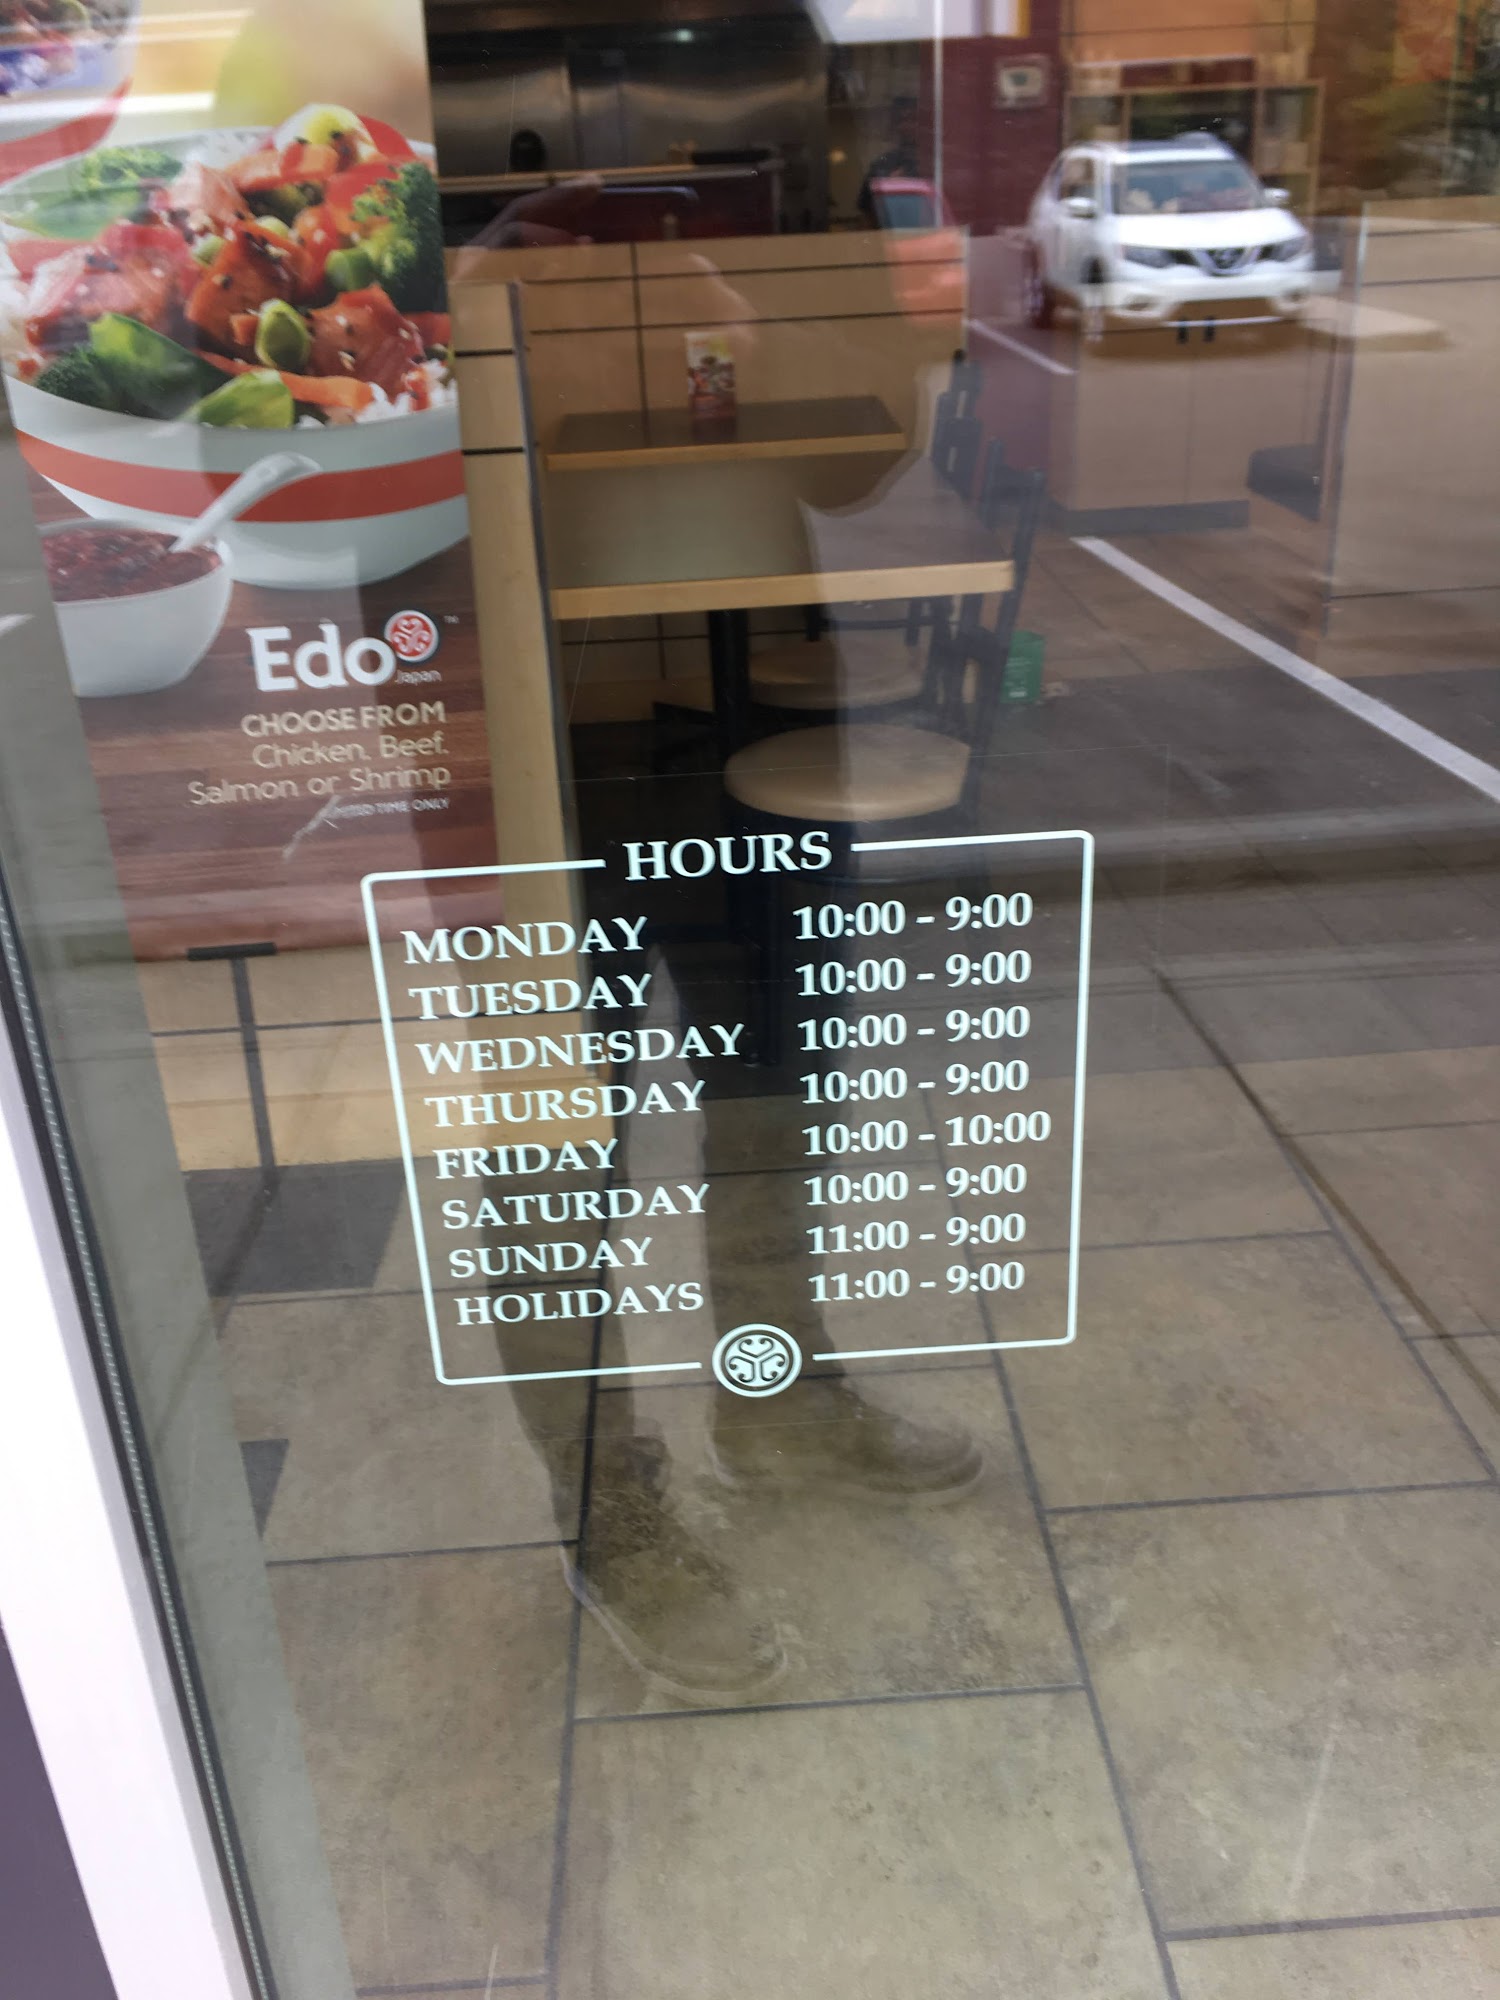 Edo ™
Japan
CHOOSE FROM
Chicken, Beef,
Salmon or Shrimp
LIMITED TIME ONLY
HOURS
MONDAY 10:00 - 9:00
TUESDAY 10:00 - 9:00
WEDNESDAY 10:00 - 9:00
THURSDAY 10:00 - 9:00
FRIDAY 10:00 - 10:00
SATURDAY 10:00 - 9:00
SUNDAY 11:00 - 9:00
HOLIDAYS 11:00 - 9:00